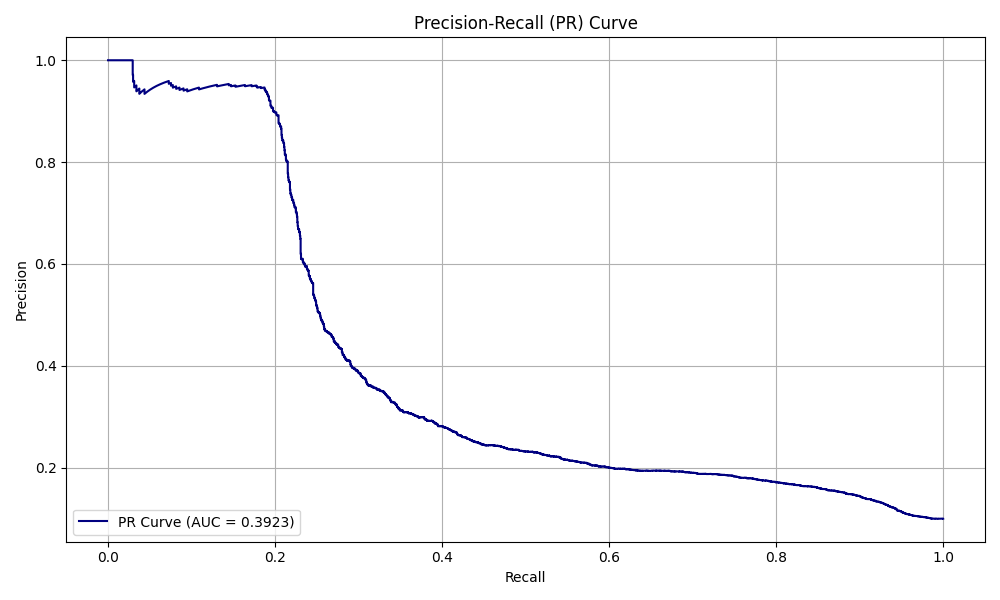 Precision-Recall (PR) Curve
1.0
0.8
0.6
0.4
0.2
Precision
PR Curve (AUC = 0.3923)
0.0 0.2 0.4 0.6 0.8 1.0
Recall